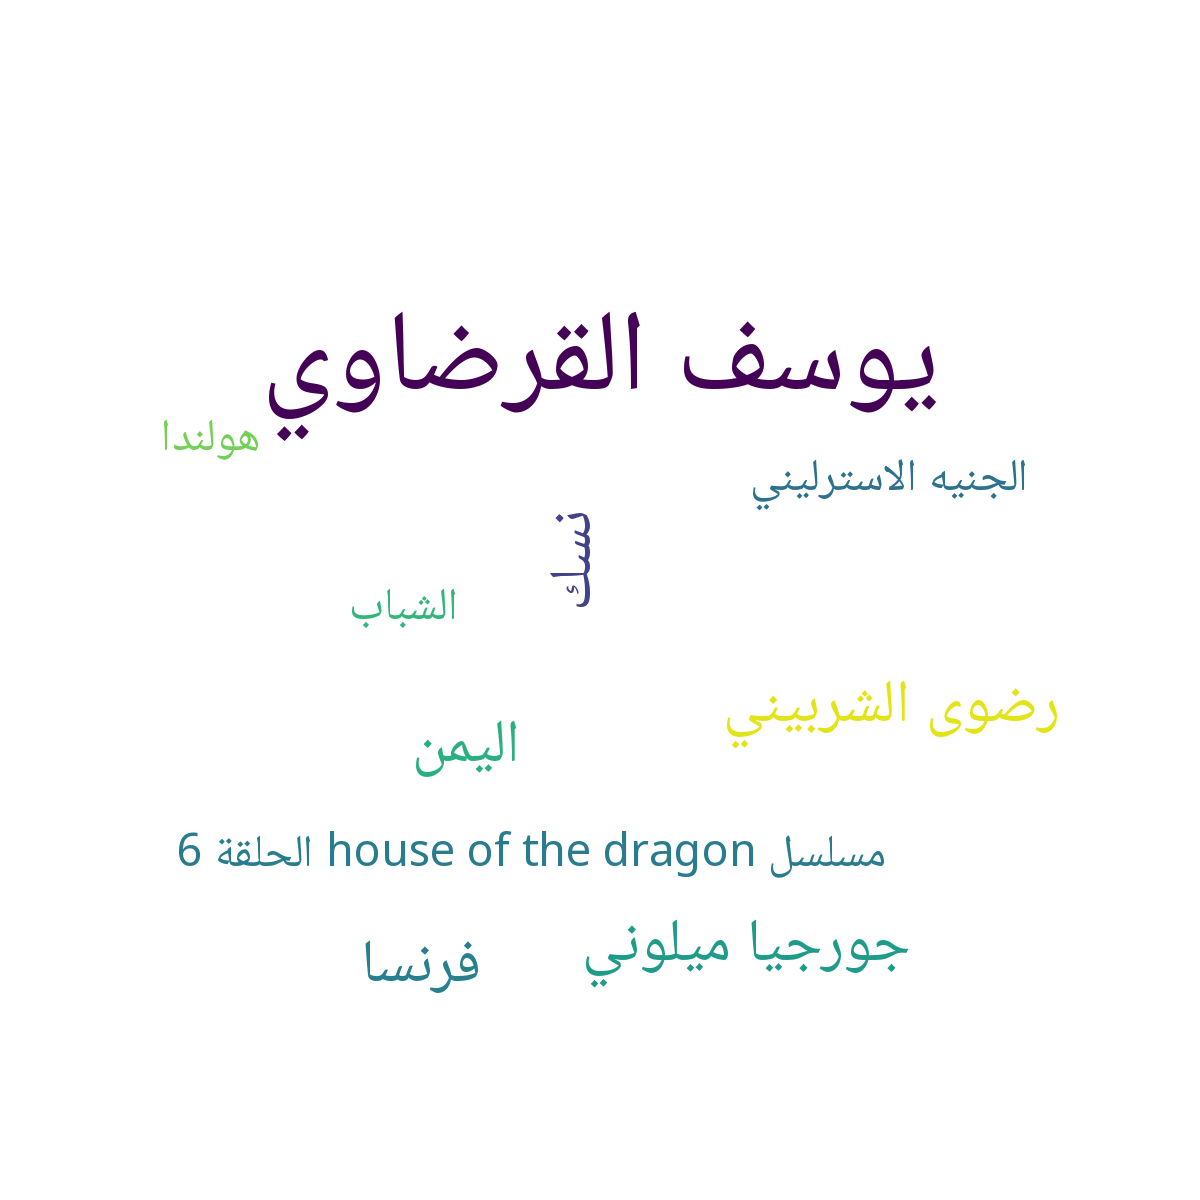 يوسف القرضاوي
هولندا
الجنيه الاسترليني
نسك
الشباب
رضوى الشربيني
اليمن
مسلسل house of the dragon الحلقة 6
جورجيا ميلوني
فرنسا